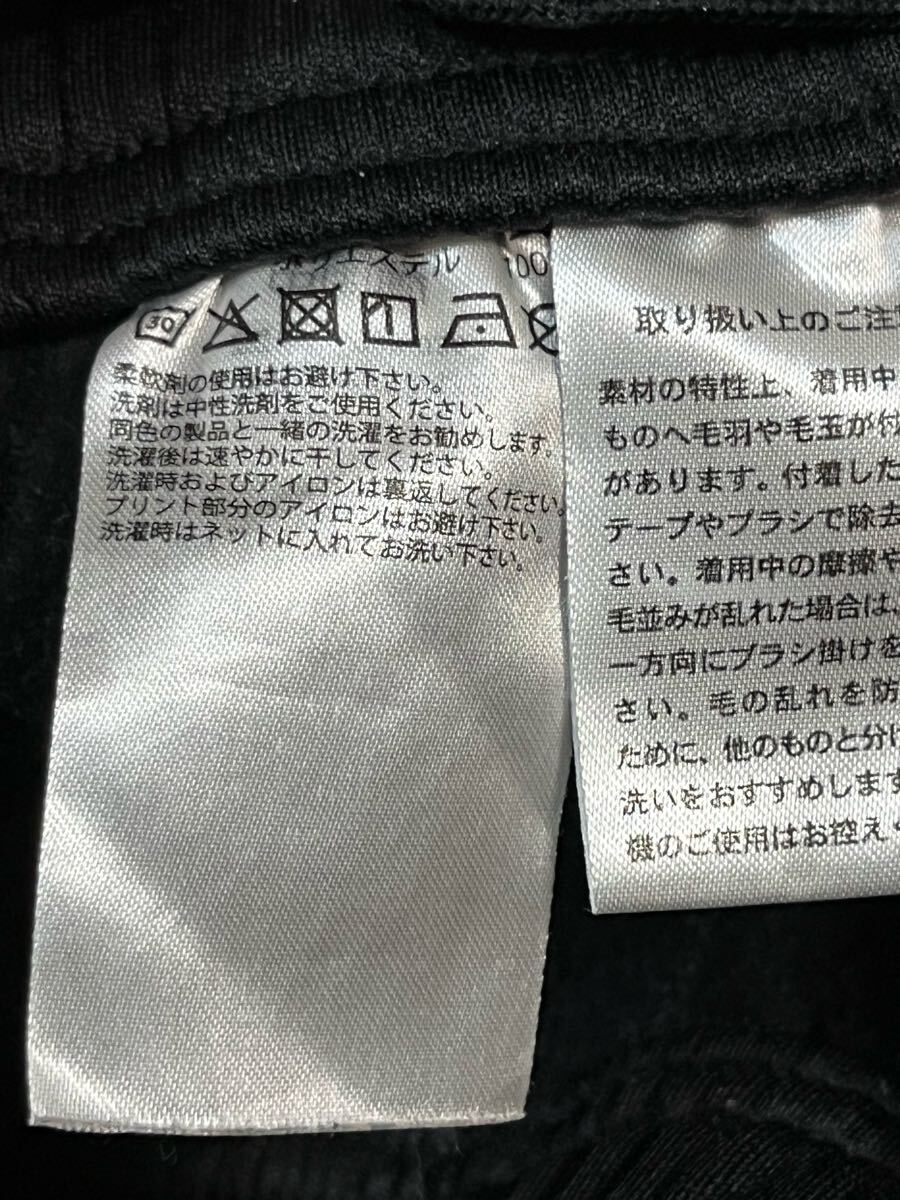 ポリエステル 100
30
柔軟剤の使用はお避け下さい。
洗剤は中性洗剤をご使用ください。
同色の製品と一緒の洗濯をお勧めします。
洗濯後は速やかに干してください。
洗濯時およびアイロンは裏返してください。
プリント部分のアイロンはお避け下さい。
洗濯時はネットに入れてお洗い下さい。
取り扱い上のご注
素材の特性上、着用中
ものへ毛羽や毛玉が付
があります。付着した
テープやブラシで除去
さい。着用中の摩擦や
毛並みが乱れた場合は、
一方向にブラシ掛けを
さい。毛の乱れを防
ために、他のものと分け
洗いをおすすめします
機のご使用はお控えく